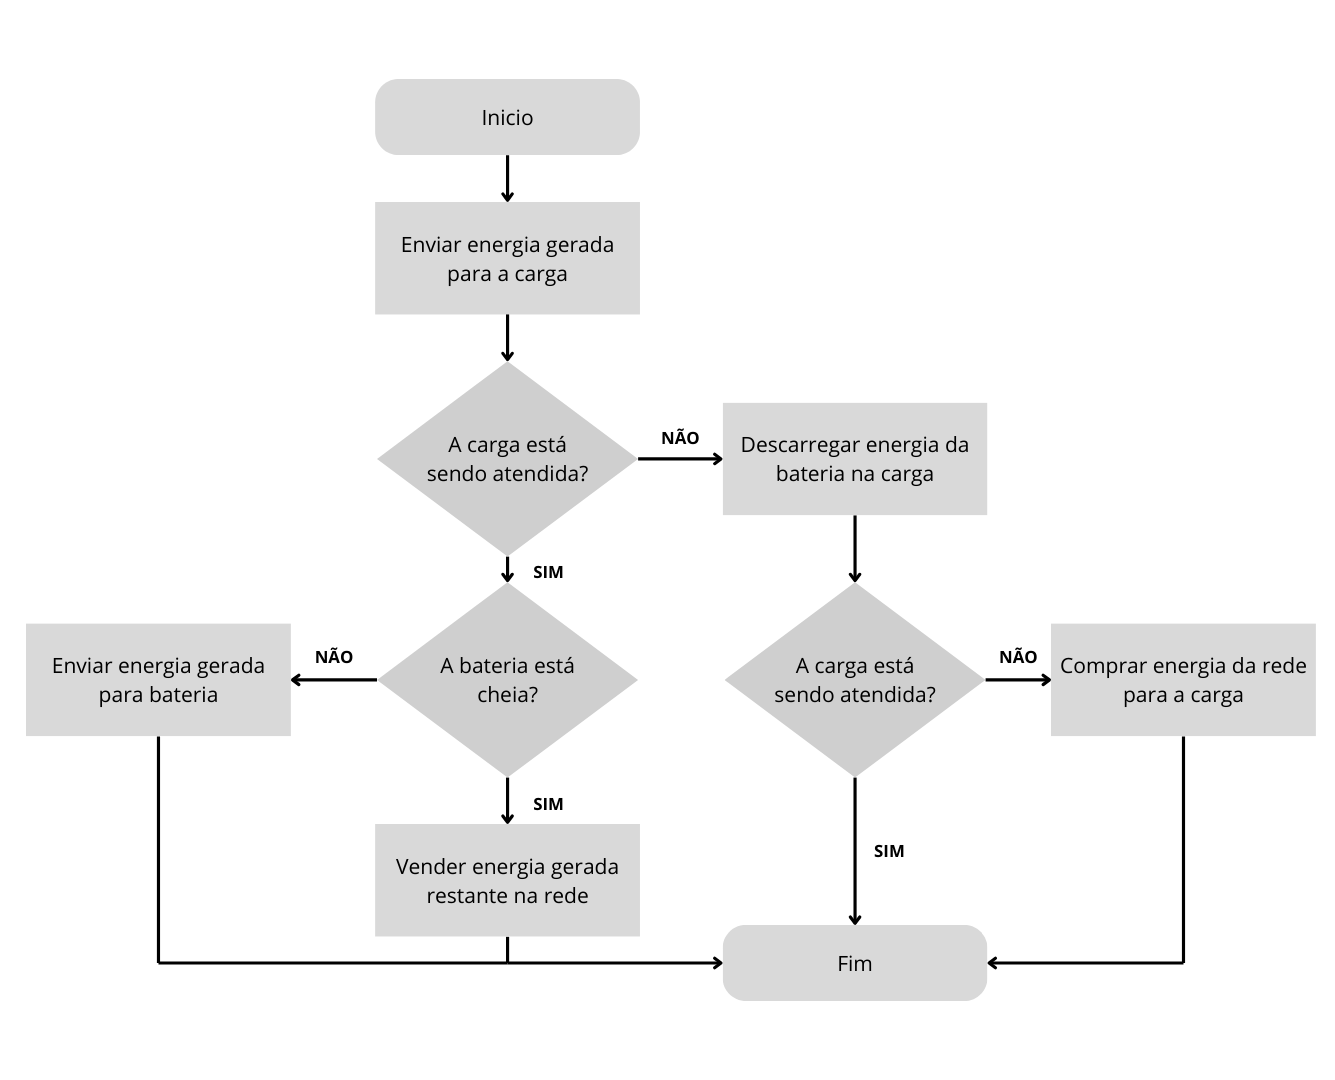 Inicio
Enviar energia gerada
para a carga
A carga está
sendo atendida?
NÃO
Descarregar energia da
bateria na carga
SIM
Enviar energia gerada
para bateria
NÃO
A bateria está
cheia?
A carga está
sendo atendida?
NÃO
Comprar energia da rede
para a carga
SIM
Vender energia gerada
restante na rede
SIM
Fim